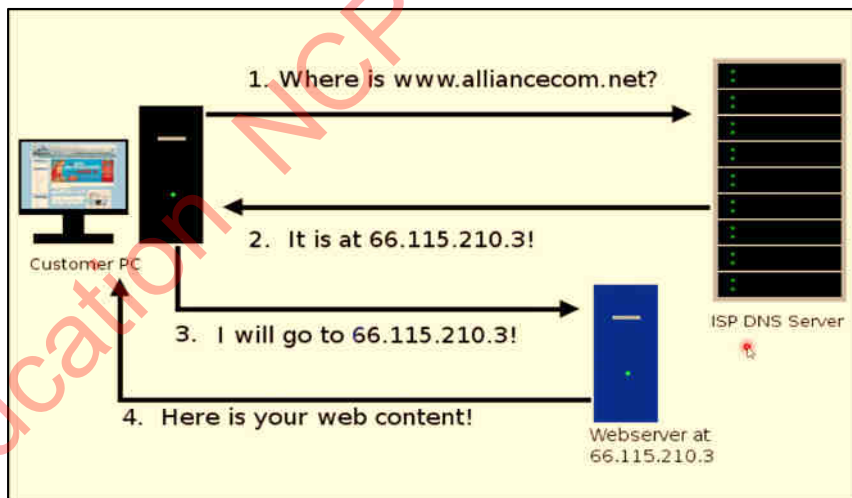 1. Where is www.alliancecom.net?
2. It is at 66.115.210.3!
Customer PC
ISP DNS Server
3. I will go to 66.115.210.3!
4. Here is your web content!
Webserver at
66.115.210.3
NCP